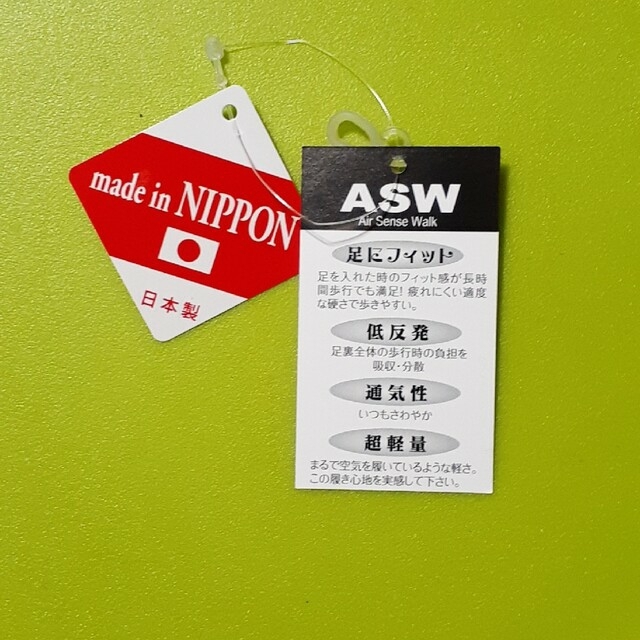 made in NIPPON
日本製
ASW
Air Sense Walk
足にフィット
足を入れた時のフィット感が長時
間歩行でも満足!疲れにくい適度
な硬さで歩きやすい。
低反発
足裏全体の歩行時の負担を
吸収・分散
通気性
いつもさわやか
超軽量
まるで空気を履いているような軽さ。
この履き心地を実感して下さい。